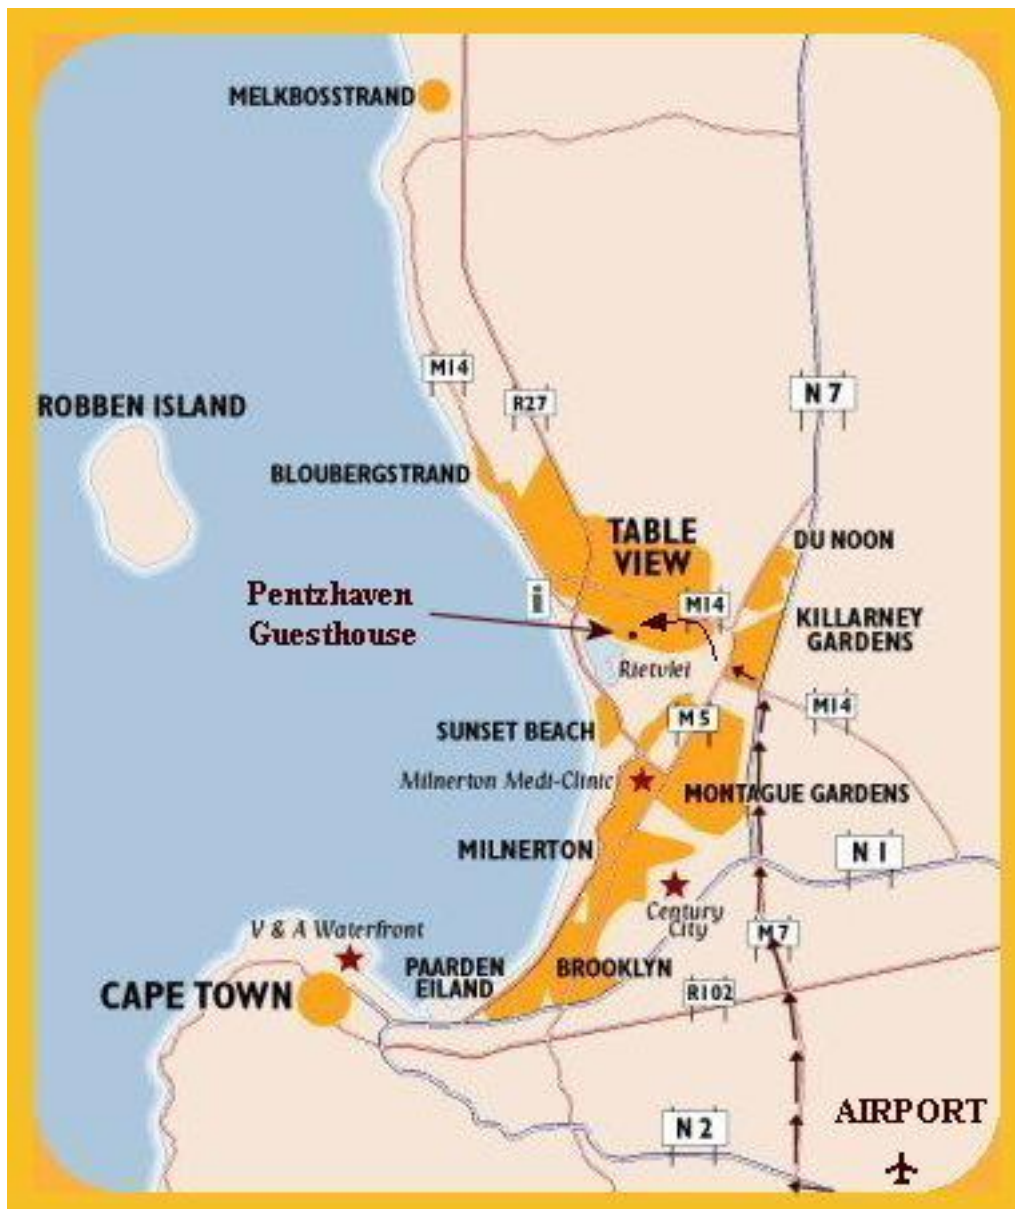 MELKBOSSTRAND
M14
R27
N 7
ROBBEN ISLAND
BLOUBERGSTRAND
TABLE
VIEW
DU NOON
Pentzhaven
Guesthouse
i
M14
KILLARNEY
GARDENS
Rietvlei
M14
M 5
SUNSET BEACH
Milnerton Medi-Clinic
MONTAGUE GARDENS
MILNERTON
N 1
Century
City
V & A Waterfront
M 7
PAARDEN
EILAND
BROOKLYN
CAPE TOWN
R102
AIRPORT
N 2